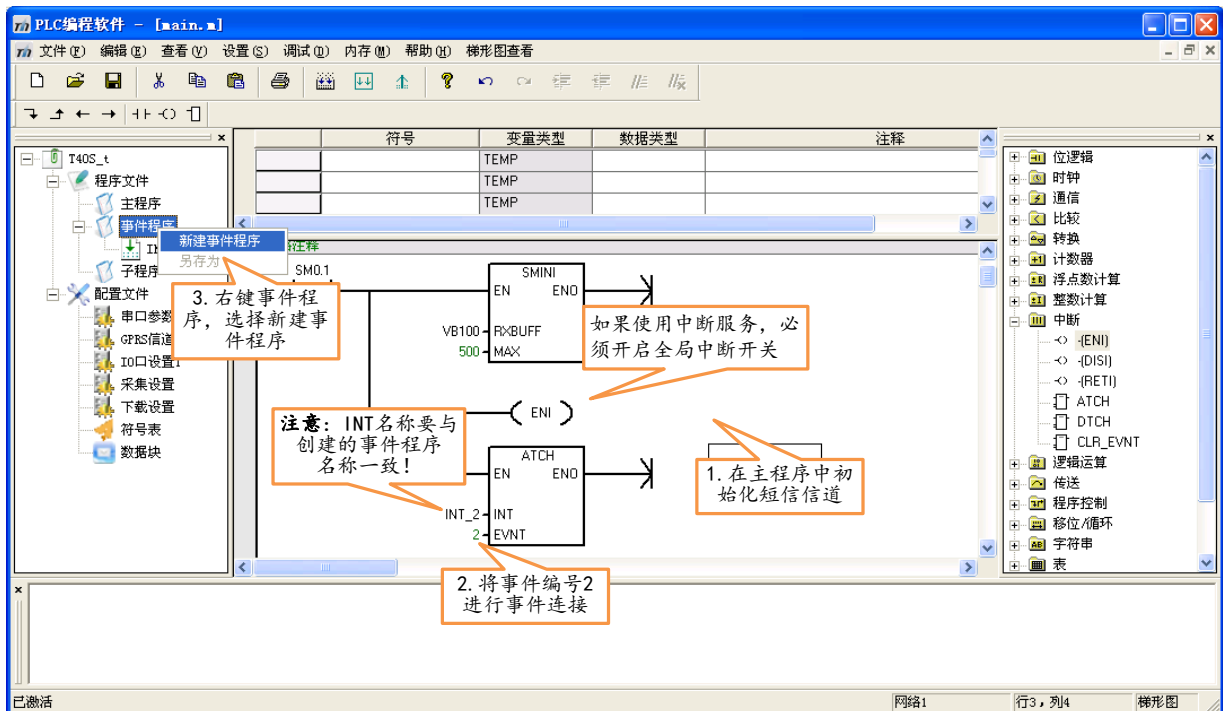 PLC编程软件 - [main.m]
文件(F) 编辑(E) 查看(V) 设置(S) 调试(D) 内存(M) 帮助(H) 梯形图查看
符号 变量类型 数据类型 注释
TEMP
TEMP
TEMP
T40S_t
程序文件
主程序
事件程序
子程序
配置文件
串口参数
GPRS信道
IO口设置1
采集设置
下载设置
符号表
数据块
新建事件程序
另存为
3. 右键事件程
序，选择新建事
件程序
SM0.1
SMINI
EN ENO
VB100 RXBUFF
500 MAX
如果使用中断服务，必
须开启全局中断开关
ENI
注意：INT名称要与
创建的事件程序
名称一致！
ATCH
EN ENO
INT_2 INT
2 EVNT
1. 在主程序中初
始化短信信道
2. 将事件编号2
进行事件连接
位逻辑
时钟
通信
比较
转换
计数器
浮点数计算
整数计算
中断
-(ENI)
-(DISI)
-(RETI)
ATCH
DTCH
CLR_EVNT
逻辑运算
传送
程序控制
移位/循环
字符串
表
已激活 网络1 行3，列4 梯形图